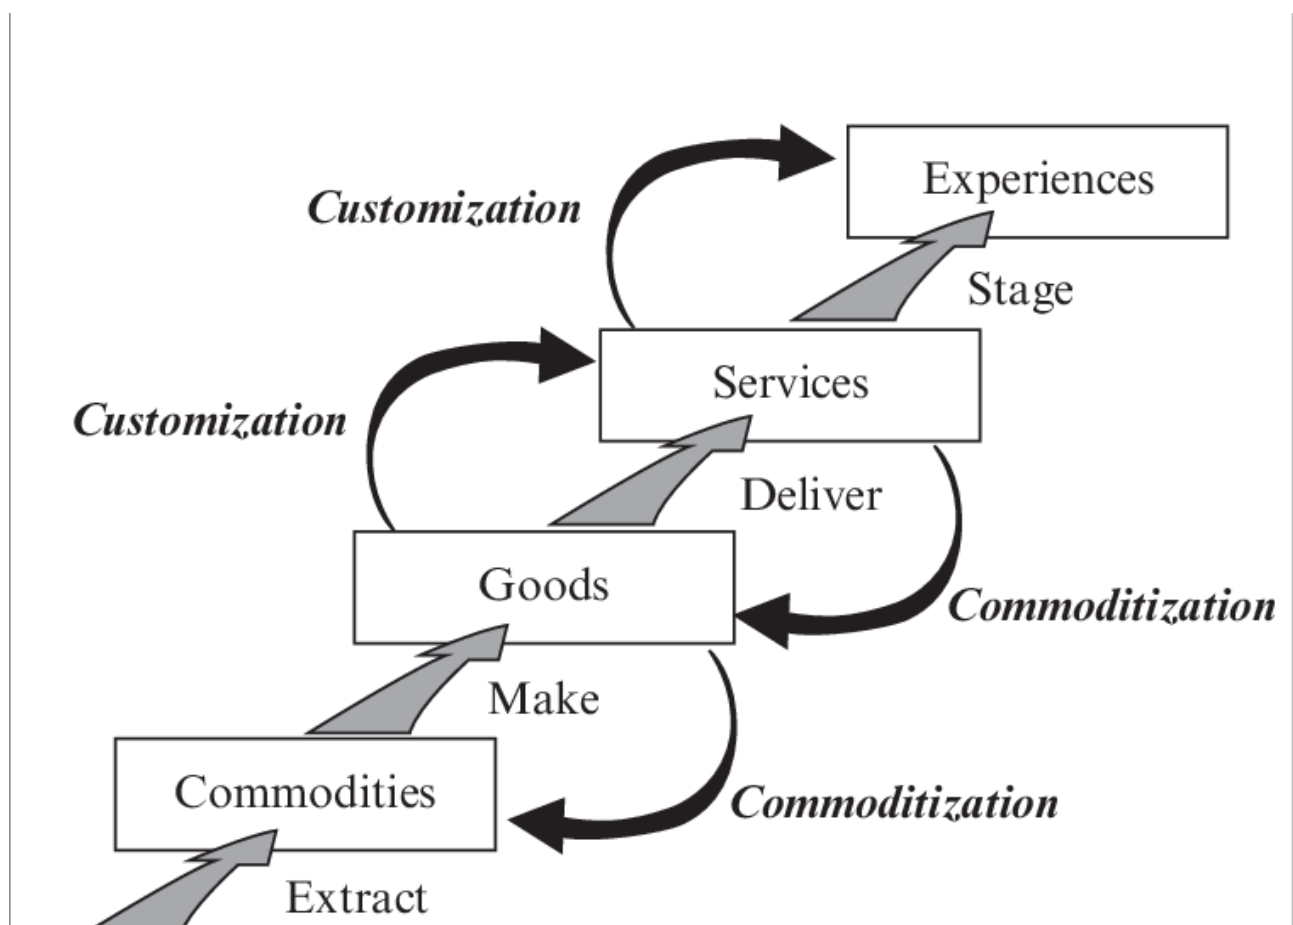 Experiences
Customization
Stage
Services
Customization
Deliver
Goods
Commoditization
Make
Commodities
Commoditization
Extract